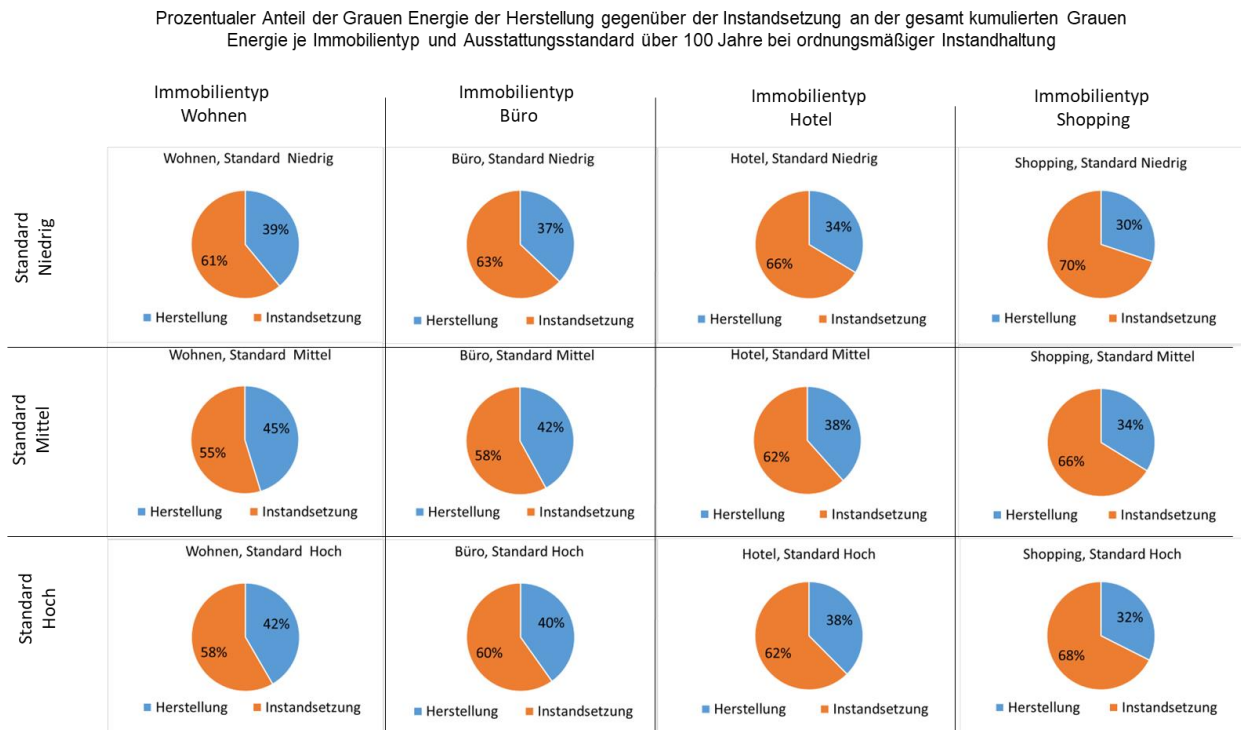 Prozentualer Anteil der Grauen Energie der Herstellung gegenüber der Instandsetzung an der gesamt kumulierten Grauen
Energie je Immobilientyp und Ausstattungsstandard über 100 Jahre bei ordnungsmäßiger Instandhaltung
Immobilientyp
Wohnen
Immobilientyp
Büro
Immobilientyp
Hotel
Immobilientyp
Shopping
Standard
Niedrig
Wohnen, Standard Niedrig
39%
61%
Herstellung
Instandsetzung
Büro, Standard Niedrig
37%
63%
Herstellung
Instandsetzung
Hotel, Standard Niedrig
34%
66%
Herstellung
Instandsetzung
Shopping, Standard Niedrig
30%
70%
Herstellung
Instandsetzung
Standard
Mittel
Wohnen, Standard Mittel
45%
55%
Herstellung
Instandsetzung
Büro, Standard Mittel
42%
58%
Herstellung
Instandsetzung
Hotel, Standard Mittel
38%
62%
Herstellung
Instandsetzung
Shopping, Standard Mittel
34%
66%
Herstellung
Instandsetzung
Standard
Hoch
Wohnen, Standard Hoch
42%
58%
Herstellung
Instandsetzung
Büro, Standard Hoch
40%
60%
Herstellung
Instandsetzung
Hotel, Standard Hoch
38%
62%
Herstellung
Instandsetzung
Shopping, Standard Hoch
32%
68%
Herstellung
Instandsetzung